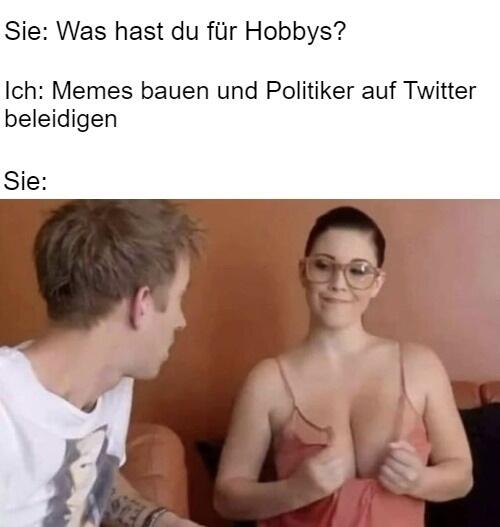 Sie: Was hast du für Hobbys?
Ich: Memes bauen und Politiker auf Twitter
beleidigen
Sie: